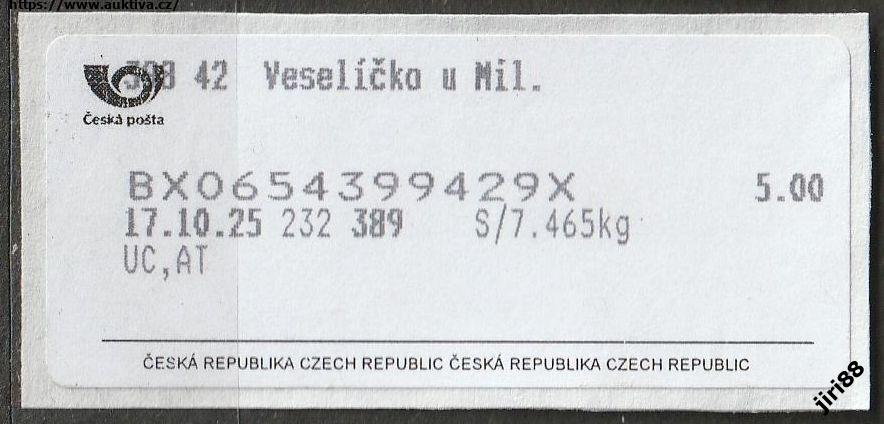 https://www.auktiva.cz/
398 42 Veselíčko u Mil.
Česká pošta
BX0654399429X 5.00
17.10.25 232 389 S/7.465kg
UC,AT
ČESKÁ REPUBLIKA CZECH REPUBLIC ČESKÁ REPUBLIKA CZECH REPUBLIC
jiri88